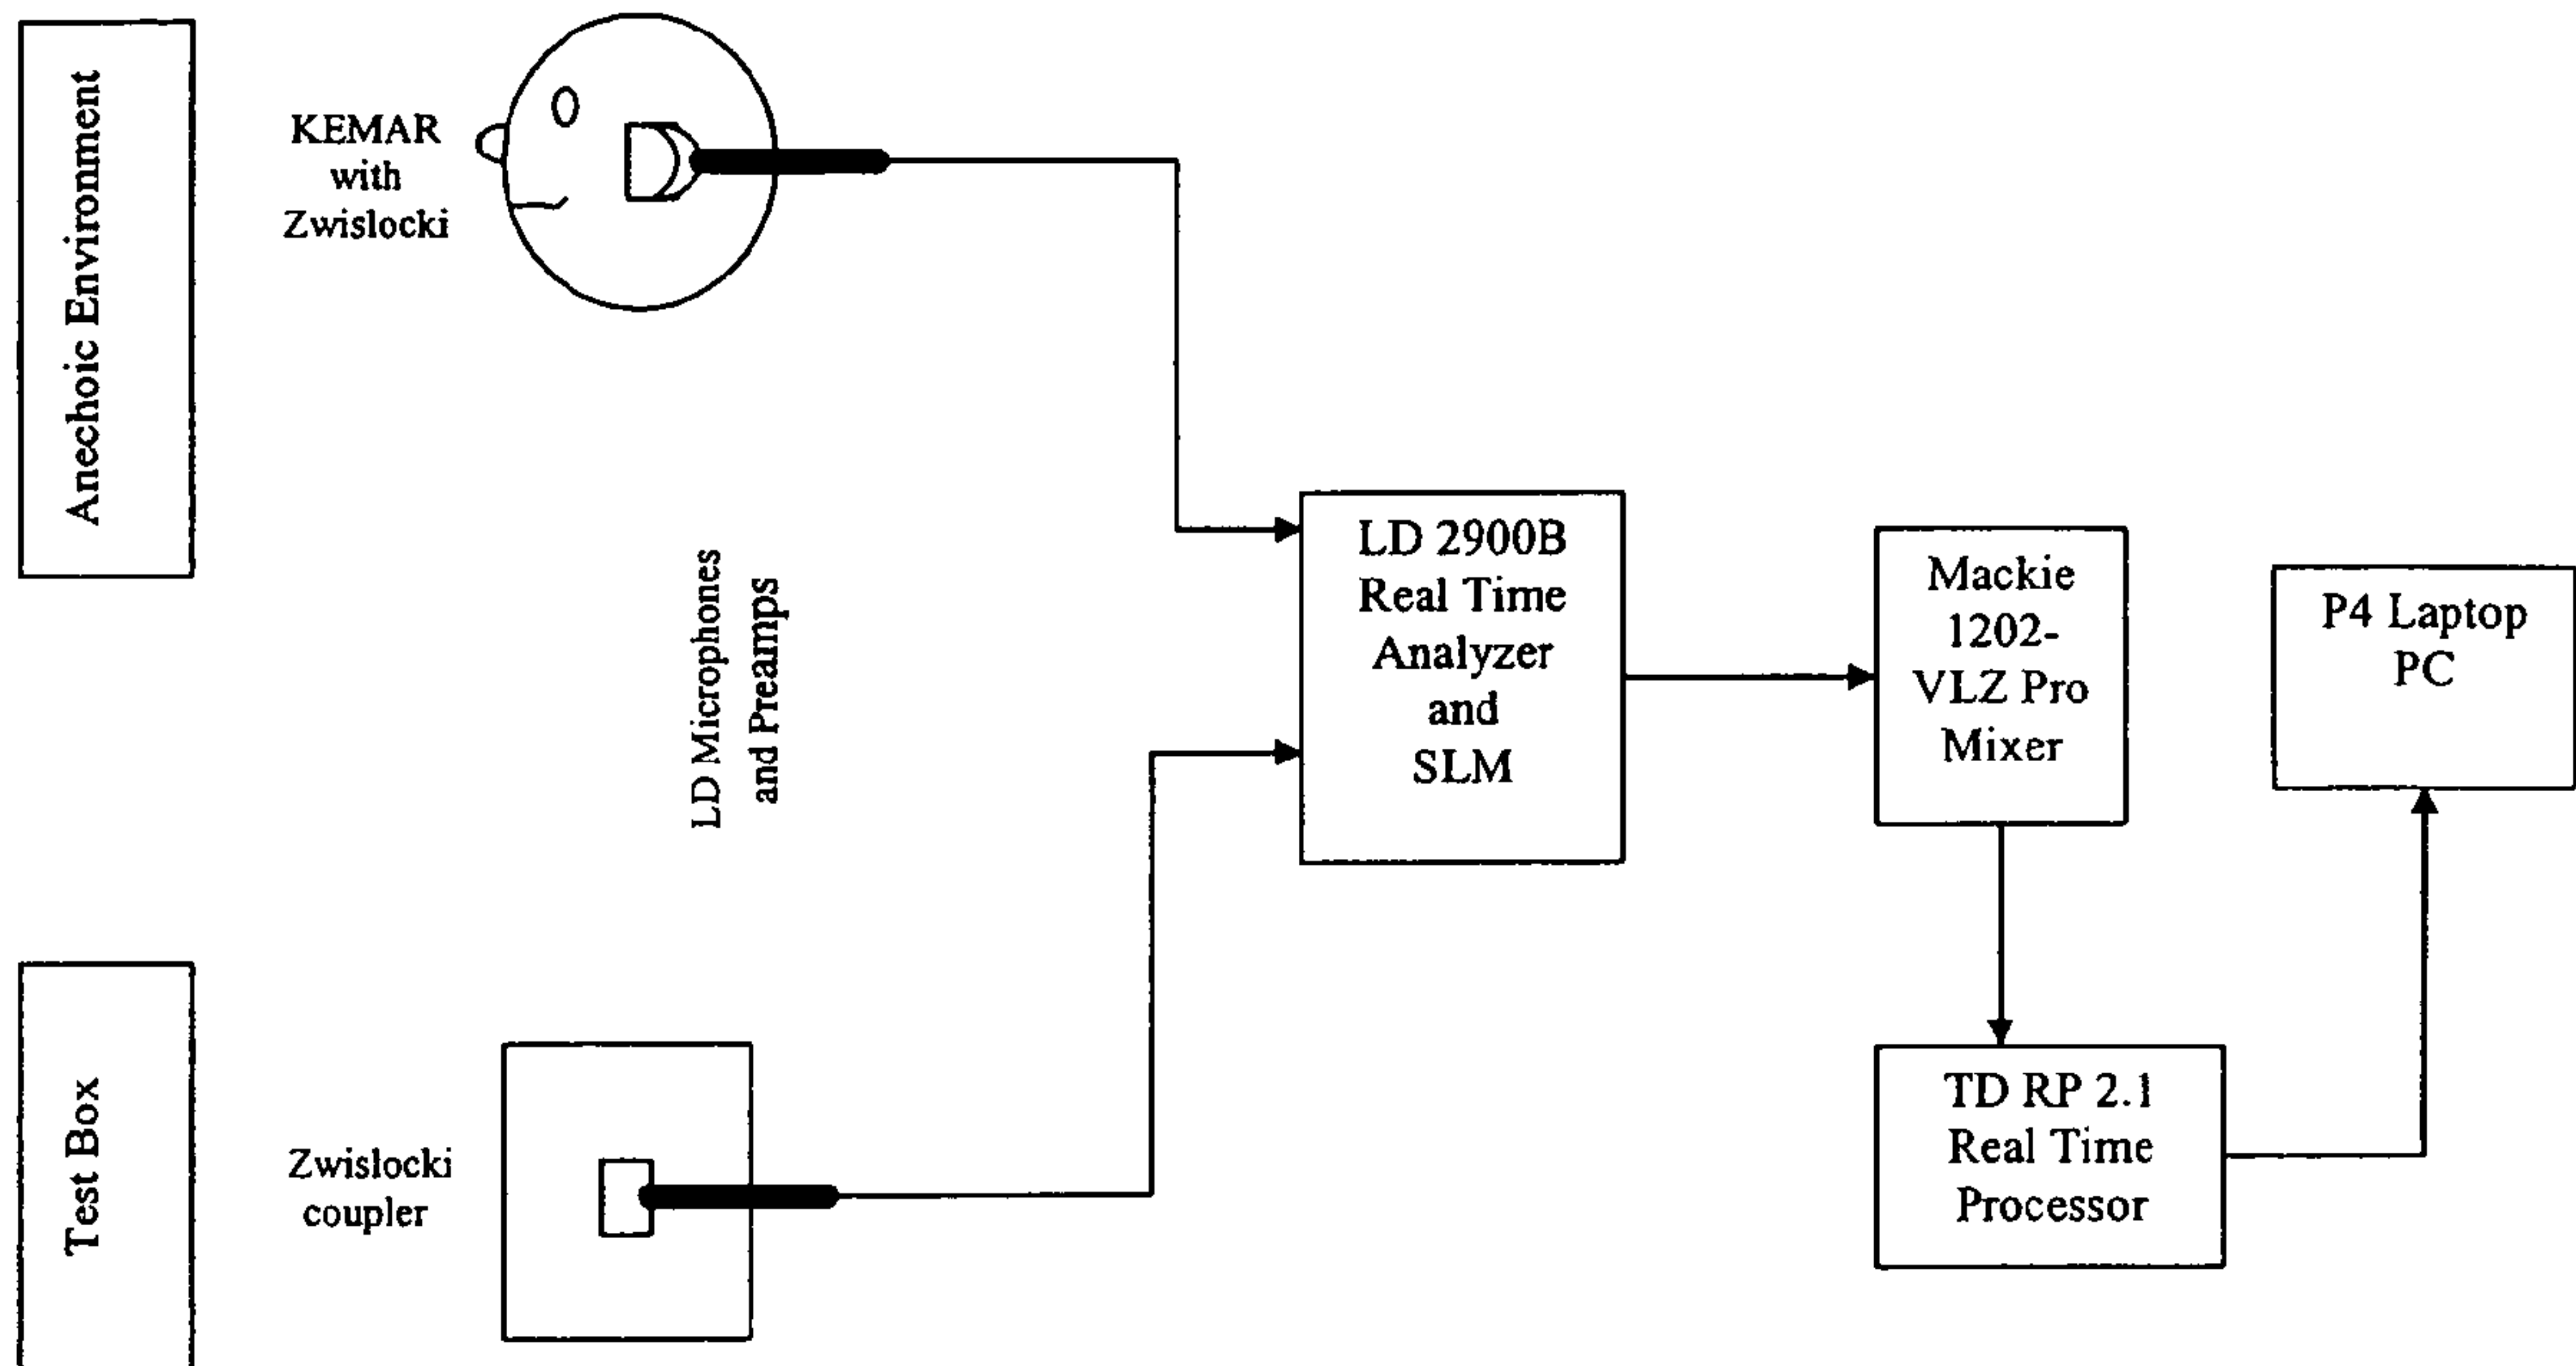 Anechoic Environment
KEMAR
with
Zwislocki
LD Microphones
and Preamps
LD 2900B
Real Time
Analyzer
and
SLM
Mackie
1202-
VLZ Pro
Mixer
P4 Laptop
PC
Test Box
Zwislocki
coupler
TD RP 2.1
Real Time
Processor